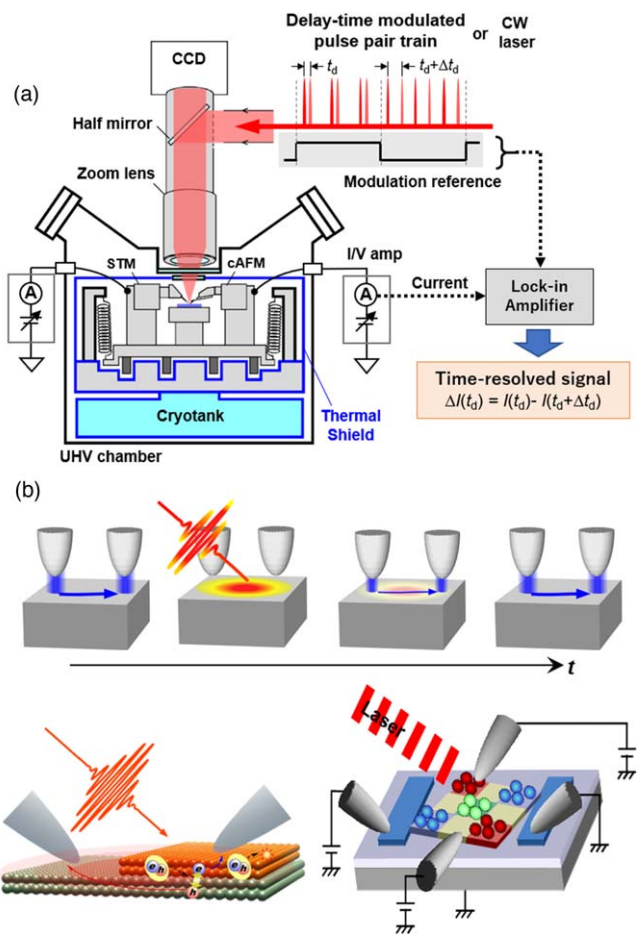 (a)
CCD
Delay-time modulated
pulse pair train
or
CW
laser
t_d
t_d+Δt_d
Half mirror
Modulation reference
Zoom lens
STM
cAFM
I/V amp
A
A
Current
Lock-in
Amplifier
Time-resolved signal
ΔI(t_d) = I(t_d)- I(t_d+Δt_d)
Cryotank
Thermal
Shield
UHV chamber
(b)
t
Laser
e h
e
h
e h